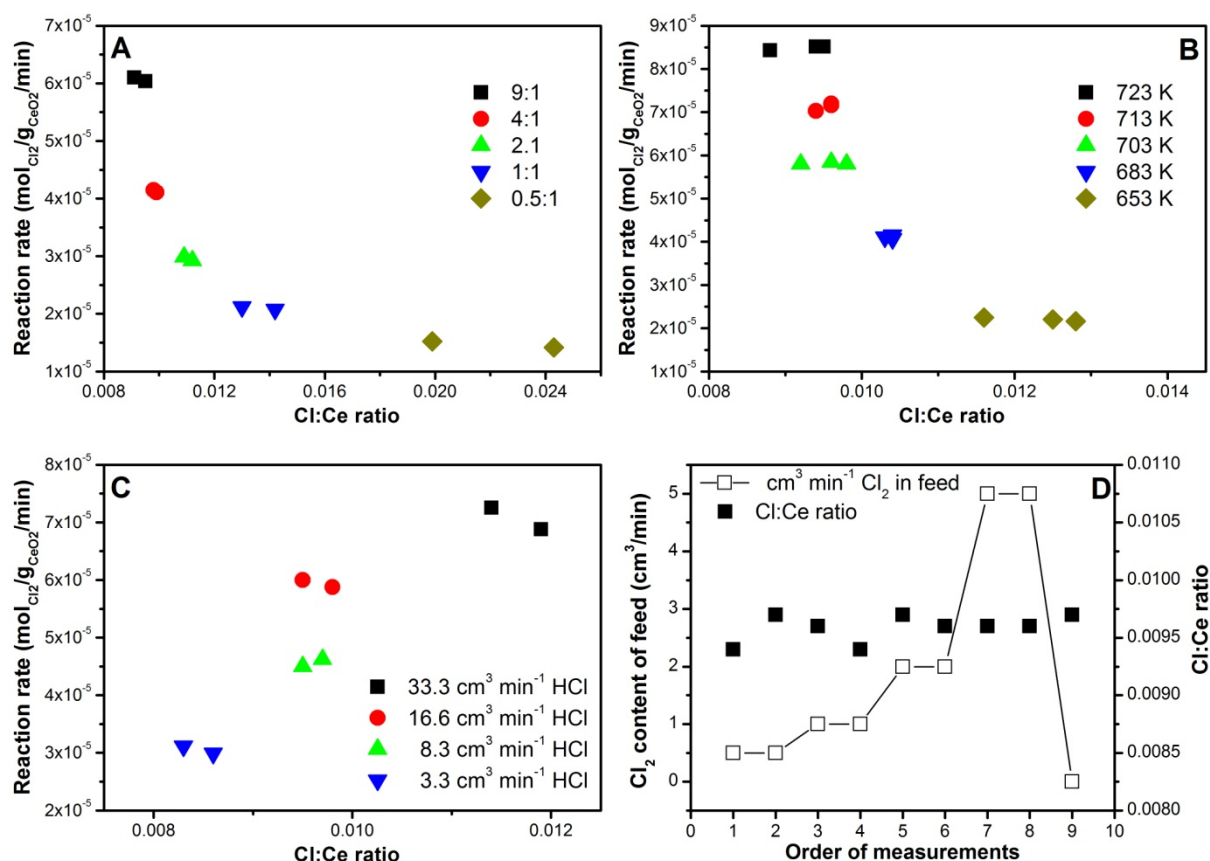 A
Reaction rate (mol_Cl2/g_CeO2/min)
7x10⁻⁵
6x10⁻⁵
5x10⁻⁵
4x10⁻⁵
3x10⁻⁵
2x10⁻⁵
1x10⁻⁵
9:1
4:1
2.1
1:1
0.5:1
0.008 0.012 0.016 0.020 0.024
Cl:Ce ratio
B
Reaction rate (mol_Cl2/g_CeO2/min)
9x10⁻⁵
8x10⁻⁵
7x10⁻⁵
6x10⁻⁵
5x10⁻⁵
4x10⁻⁵
3x10⁻⁵
2x10⁻⁵
1x10⁻⁵
723 K
713 K
703 K
683 K
653 K
0.008 0.010 0.012 0.014
Cl:Ce ratio
C
Reaction rate (mol_Cl2/g_CeO2/min)
8x10⁻⁵
7x10⁻⁵
6x10⁻⁵
5x10⁻⁵
4x10⁻⁵
3x10⁻⁵
2x10⁻⁵
33.3 cm³ min⁻¹ HCl
16.6 cm³ min⁻¹ HCl
8.3 cm³ min⁻¹ HCl
3.3 cm³ min⁻¹ HCl
0.008 0.010 0.012
Cl:Ce ratio
D
cm³ min⁻¹ Cl₂ in feed
Cl:Ce ratio
Cl₂ content of feed (cm³/min)
5
4
3
2
1
0
0.0110
0.0105
0.0100
0.0095
0.0090
0.0085
0.0080
Cl:Ce ratio
0 1 2 3 4 5 6 7 8 9 10
Order of measurements